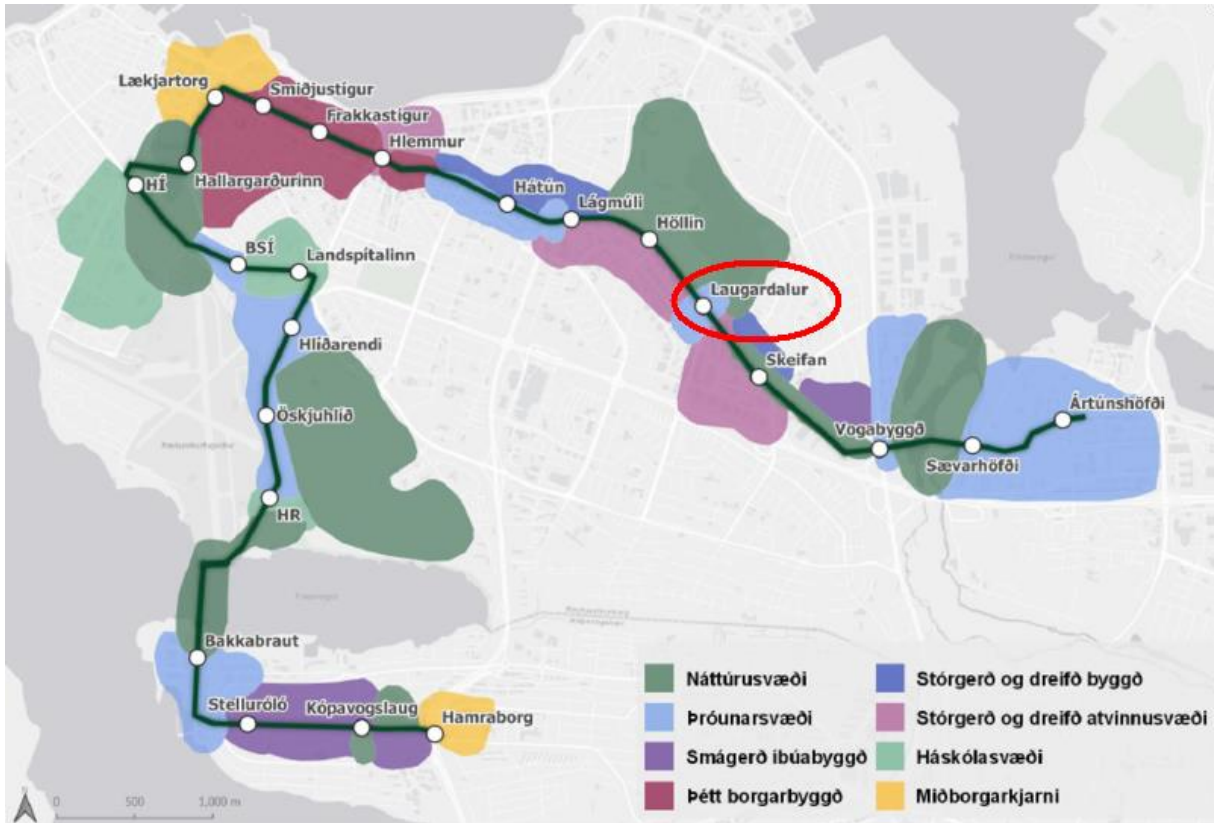 Lækjartorg
Smiðjustígur
Frakkastígur
Hlemmur
HÍ
Hallargarðurinn
Hátún
Lágmúli
Höllin
BSÍ
Landspítalinn
Laugardalur
Hlíðarendi
Skeifan
Öskjuhlíð
Vogabyggð
Sævarhöfði
Ártúnshöfði
HR
Bakkabraut
Stelluróló
Kópavogslaug
Hamraborg
Náttúrusvæði
Þróunarsvæði
Smágerð íbúabyggð
Þétt borgarbyggð
Stórgerð og dreifð byggð
Stórgerð og dreifð atvinnusvæði
Háskólasvæði
Miðborgarkjarni
0 500 1,000 m